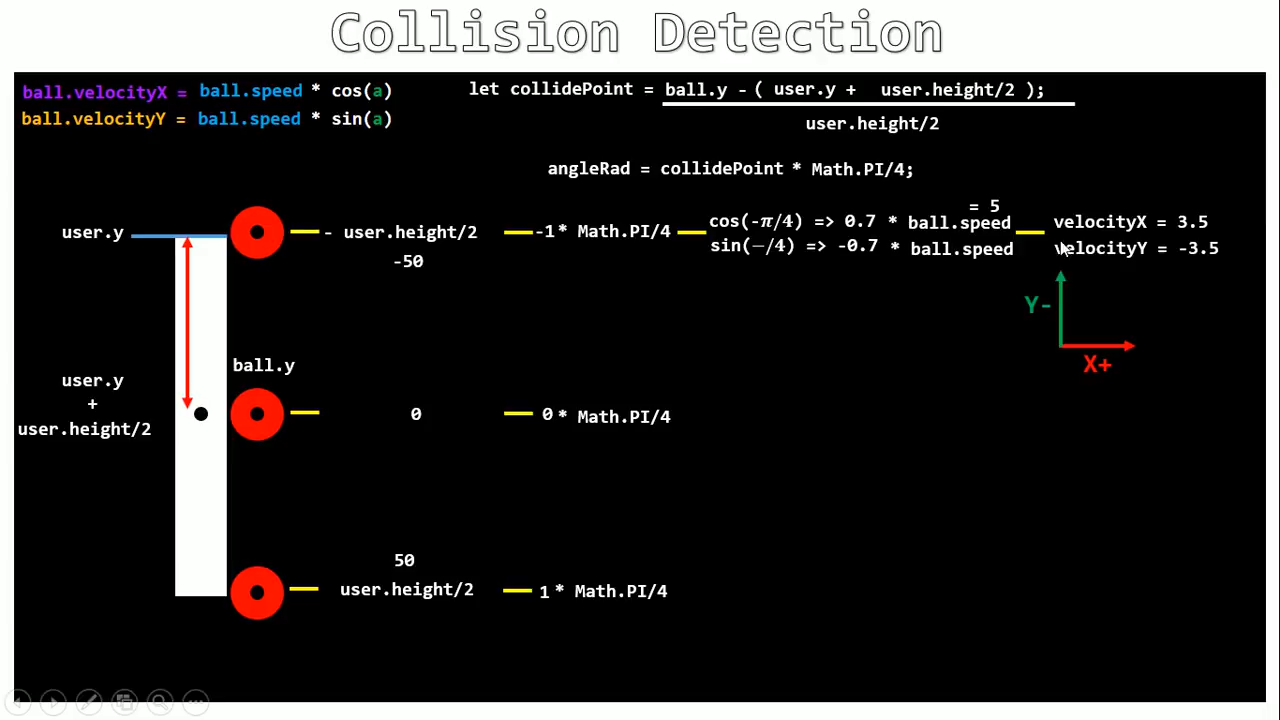 Collision Detection
ball.velocityX = ball.speed * cos(a)
ball.velocityY = ball.speed * sin(a)
let collidePoint = ball.y - ( user.y + user.height/2 );
user.height/2
angleRad = collidePoint * Math.PI/4;
user.y
- user.height/2
-50
-1* Math.PI/4
cos(-π/4) => 0.7 * ball.speed
= 5
sin(−/4) => -0.7 * ball.speed
velocityX = 3.5
velocityY = -3.5
Y-
X+
ball.y
user.y
+
user.height/2
0
0 * Math.PI/4
50
user.height/2
1 * Math.PI/4